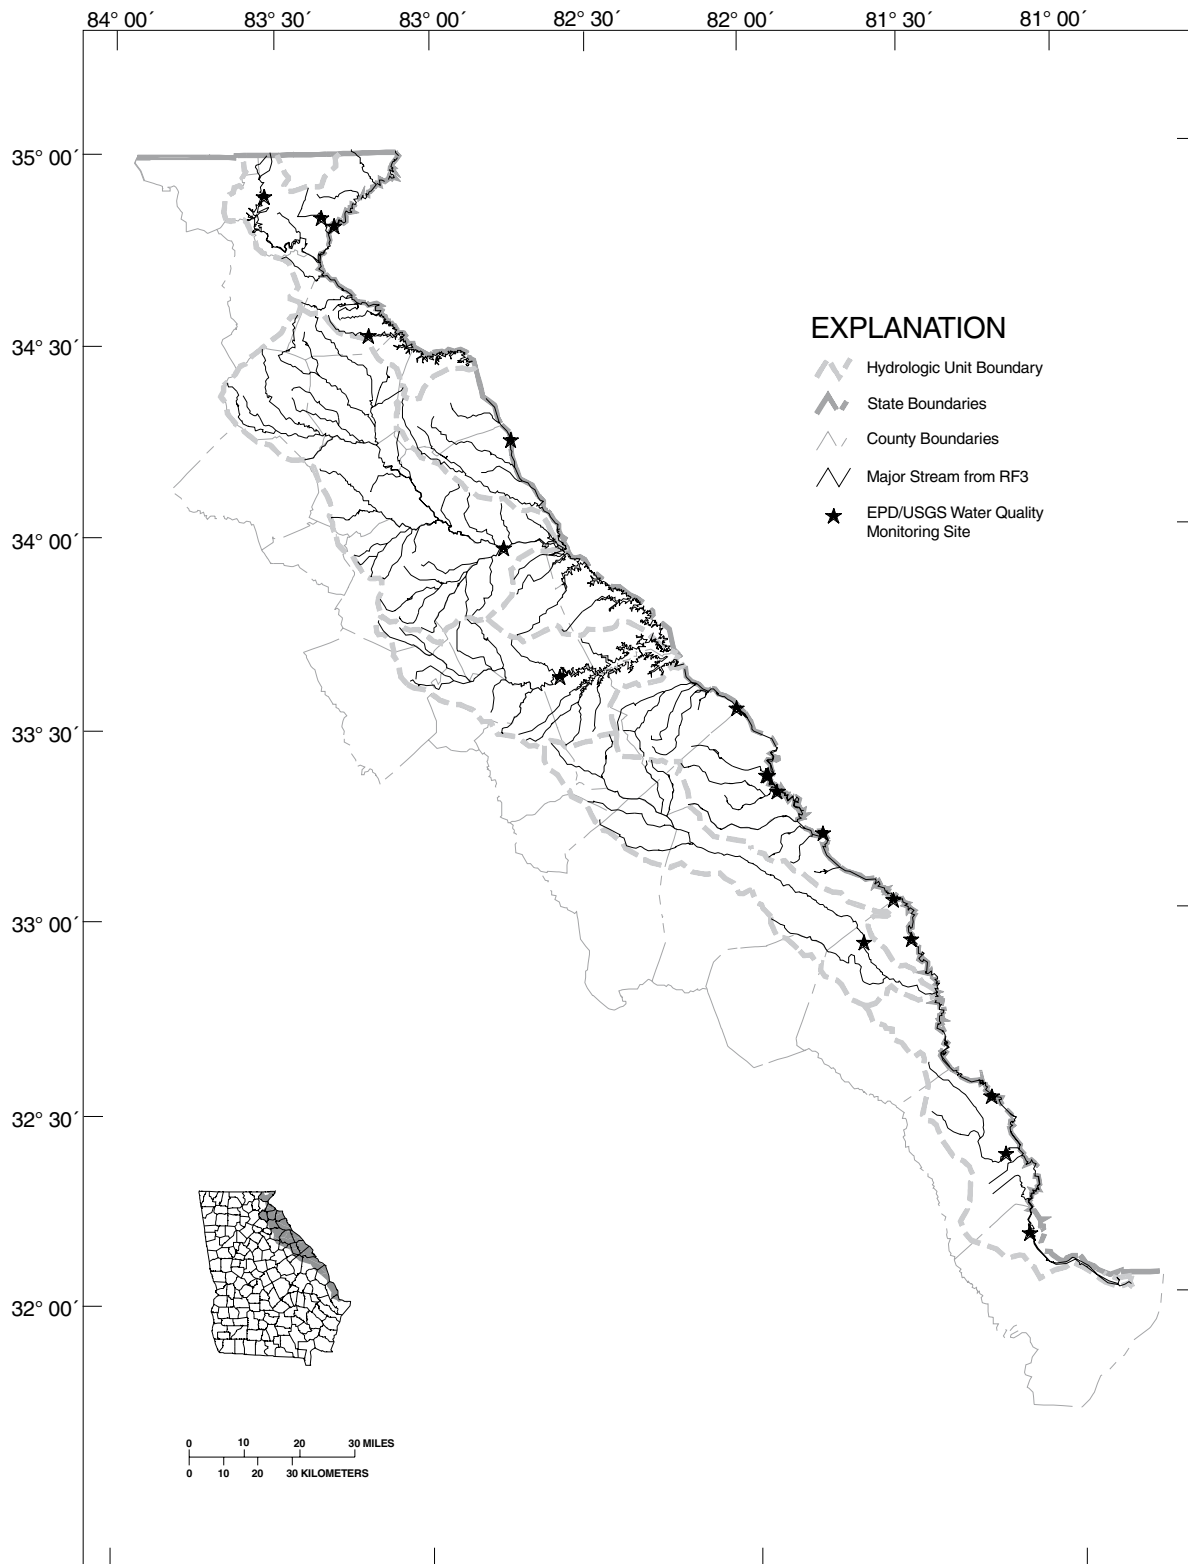 84° 00´ 83° 30´ 83° 00´ 82° 30´ 82° 00´ 81° 30´ 81° 00´
35° 00´
34° 30´
34° 00´
33° 30´
33° 00´
32° 30´
32° 00´
EXPLANATION
Hydrologic Unit Boundary
State Boundaries
County Boundaries
Major Stream from RF3
EPD/USGS Water Quality
Monitoring Site
0 10 20 30 MILES
0 10 20 30 KILOMETERS